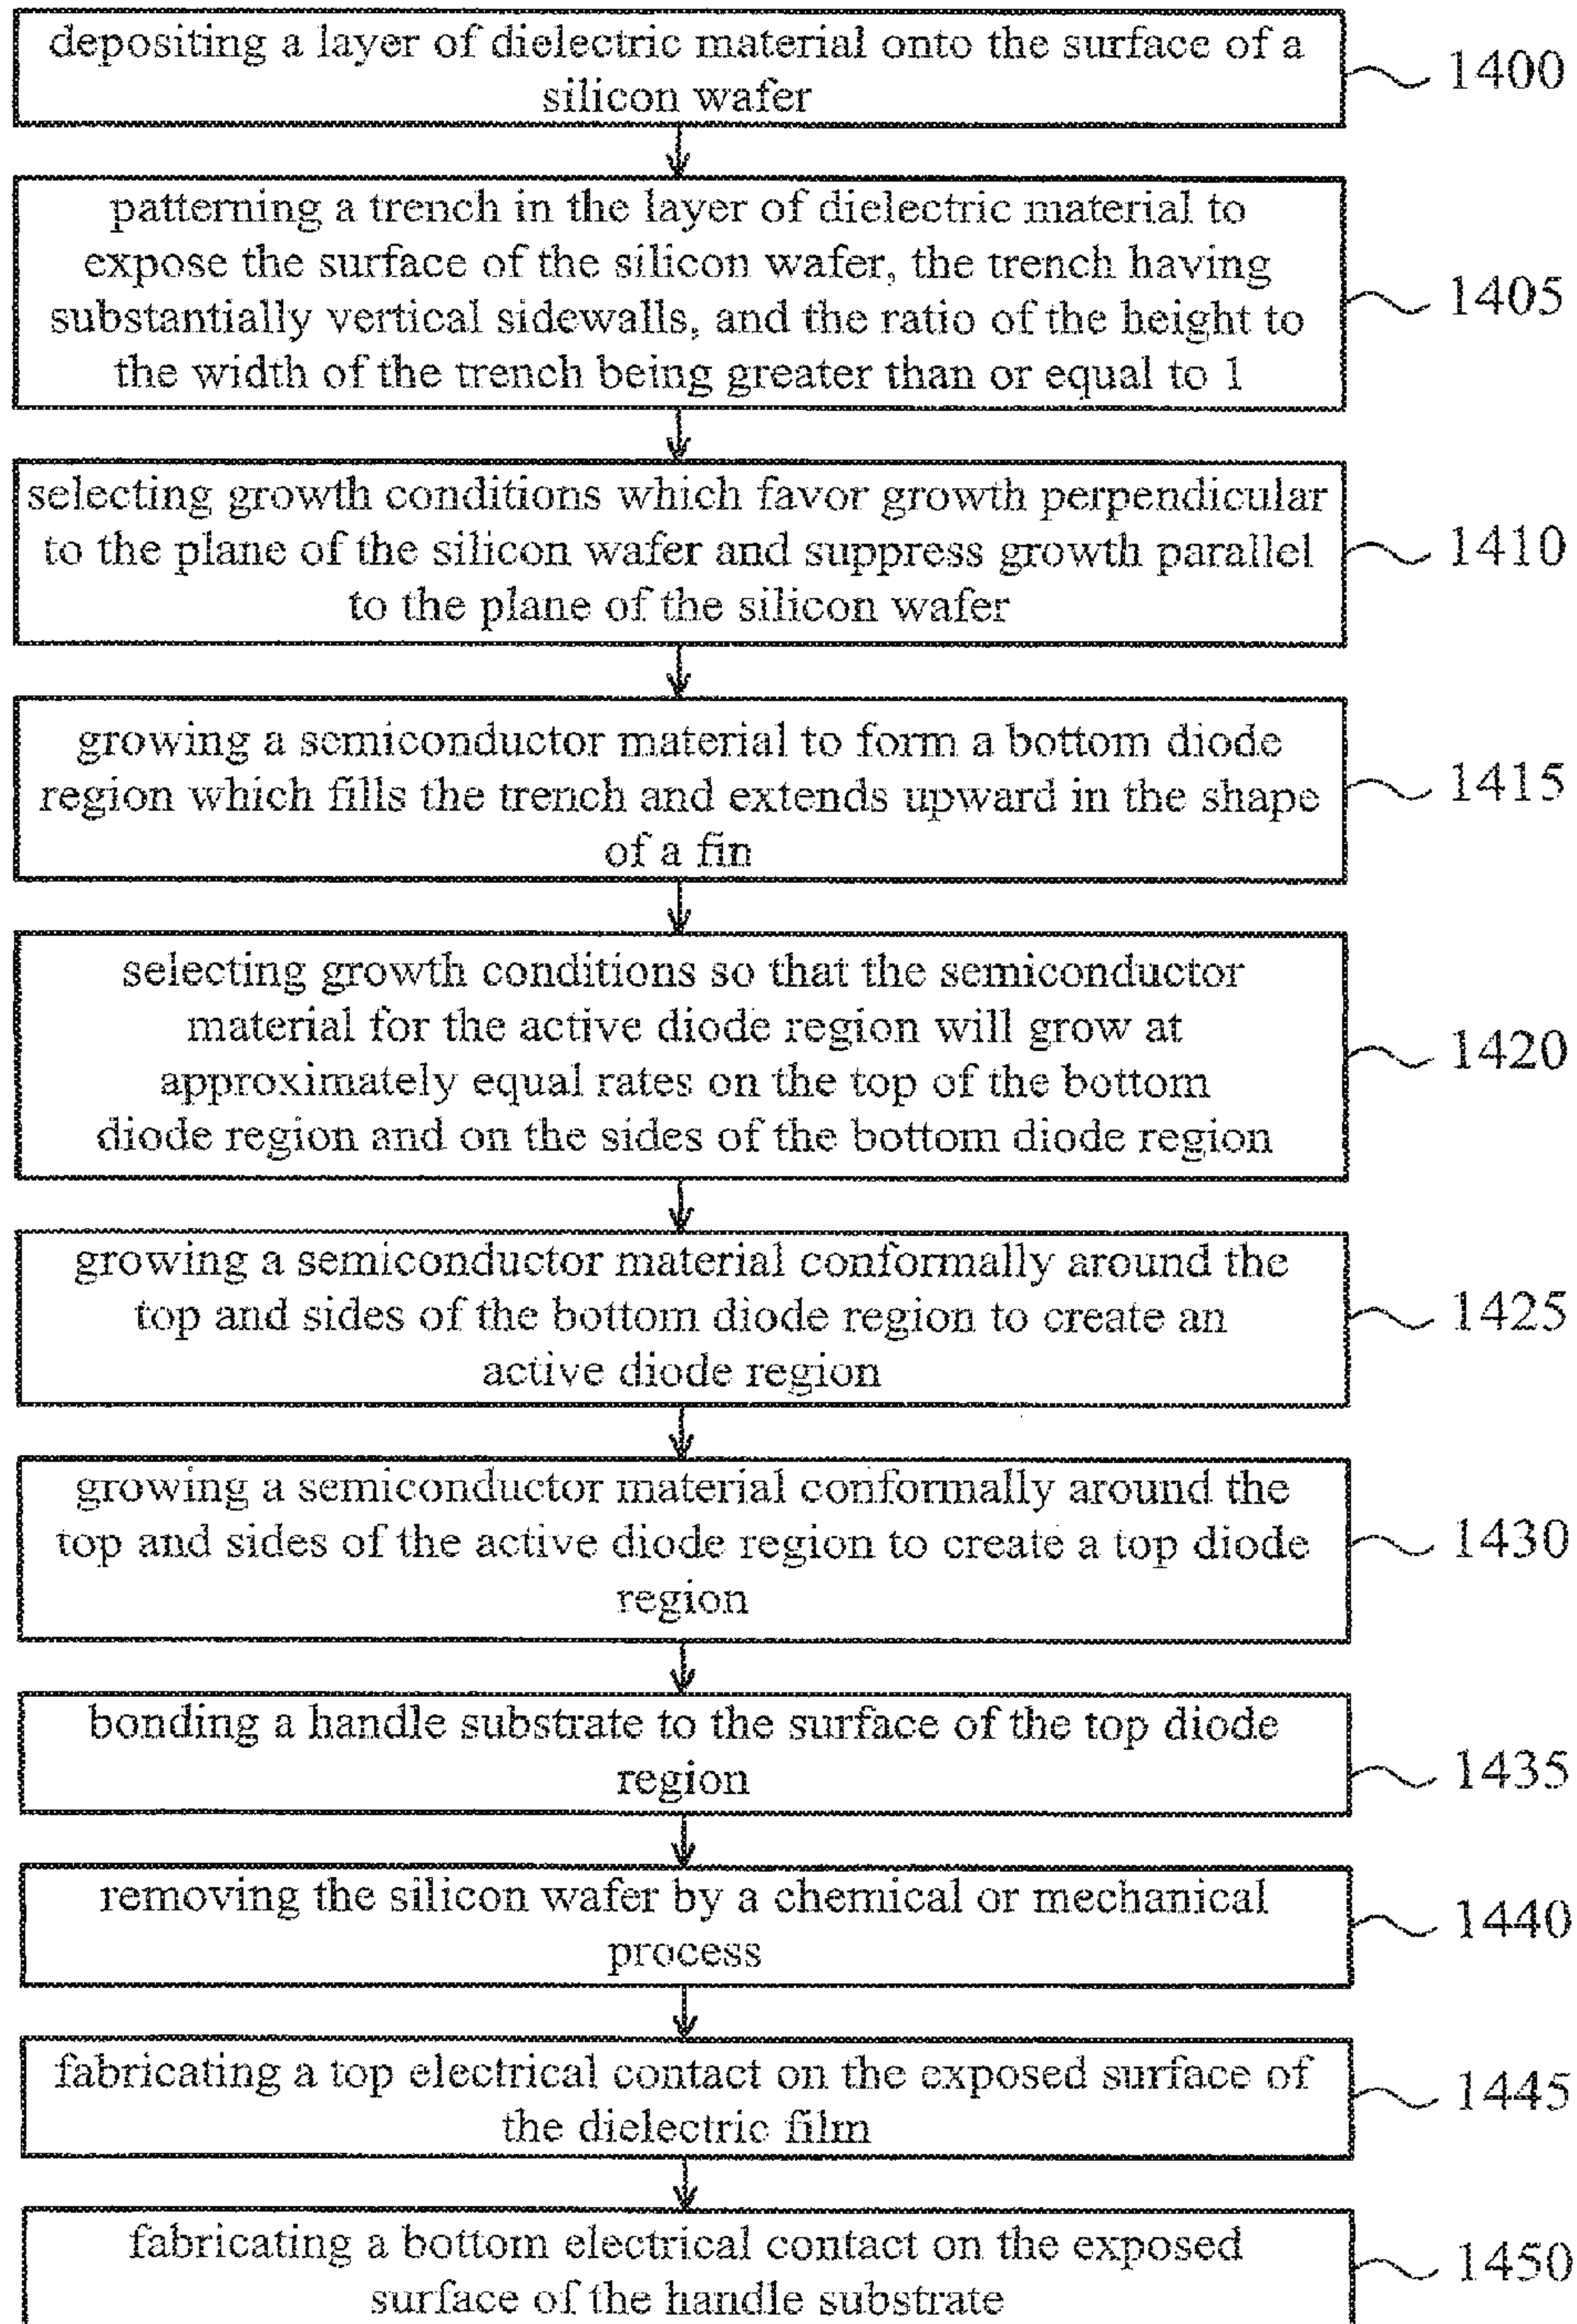 depositing a layer of dielectric material onto the surface of a
silicon wafer
1400
patterning a trench in the layer of dielectric material to
expose the surface of the silicon wafer, the trench having
substantially vertical sidewalls, and the ratio of the height to
the width of the trench being greater than or equal to 1
1405
selecting growth conditions which favor growth perpendicular
to the plane of the silicon wafer and suppress growth parallel
to the plane of the silicon wafer
1410
growing a semiconductor material to form a bottom diode
region which fills the trench and extends upward in the shape
of a fin
1415
selecting growth conditions so that the semiconductor
material for the active diode region will grow at
approximately equal rates on the top of the bottom
diode region and on the sides of the bottom diode region
1420
growing a semiconductor material conformally around the
top and sides of the bottom diode region to create an
active diode region
1425
growing a semiconductor material conformally around the
top and sides of the active diode region to create a top diode
region
1430
bonding a handle substrate to the surface of the top diode
region
1435
removing the silicon wafer by a chemical or mechanical
process
1440
fabricating a top electrical contact on the exposed surface of
the dielectric film
1445
fabricating a bottom electrical contact on the exposed
surface of the handle substrate
1450